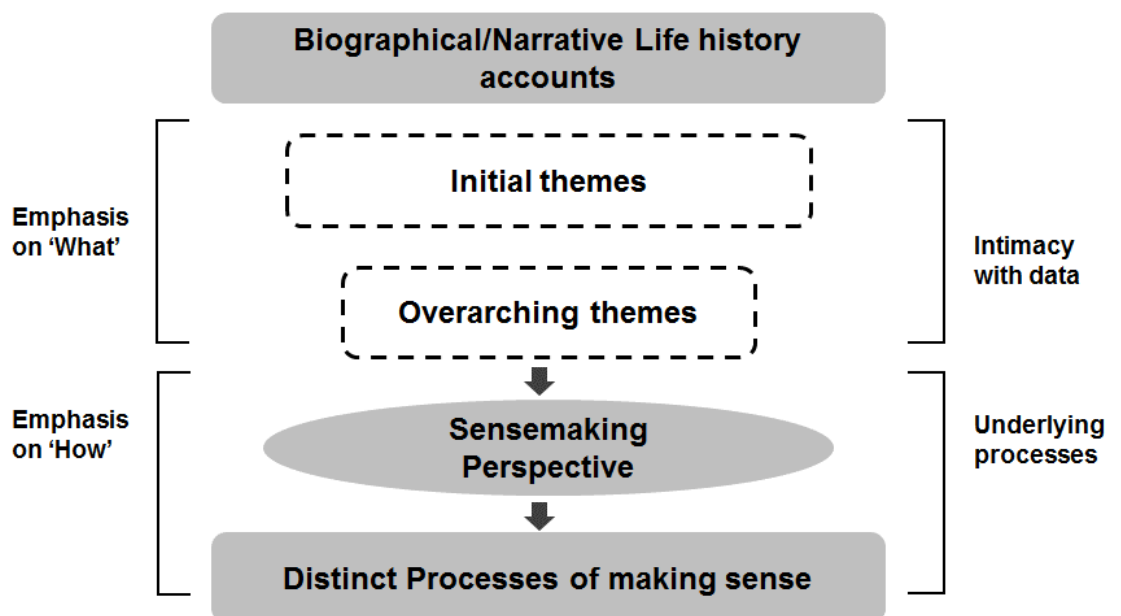 Biographical/Narrative Life history
accounts
Initial themes
Emphasis
on ‘What’
Intimacy
with data
Overarching themes
Emphasis
on ‘How’
Sensemaking
Perspective
Underlying
processes
Distinct Processes of making sense